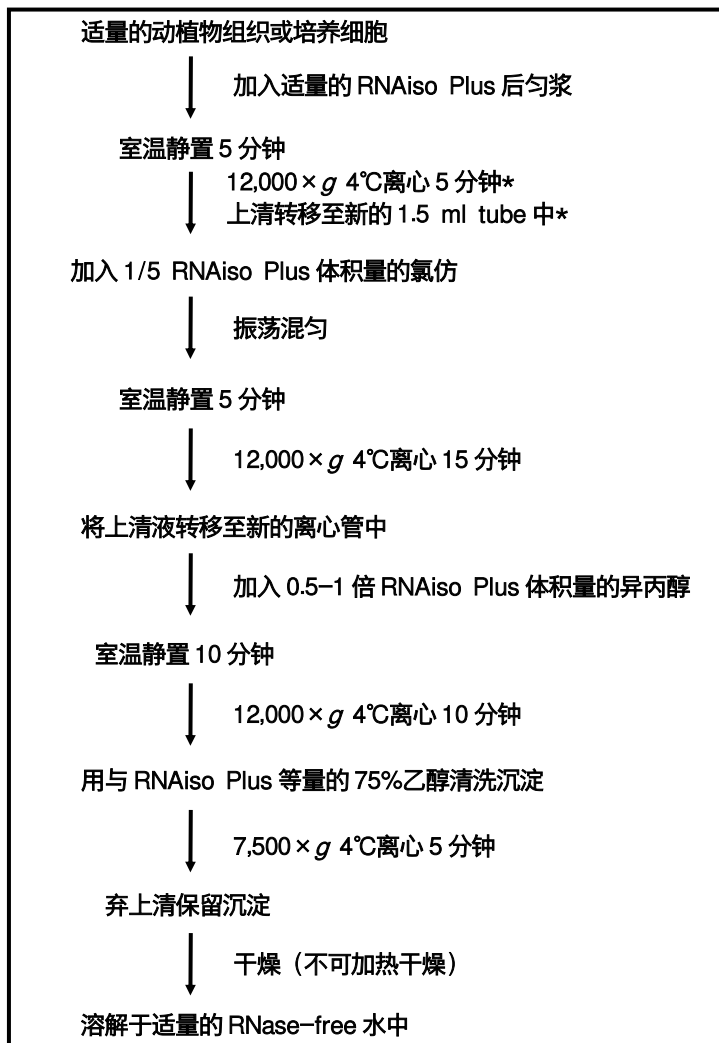 适量的动植物组织或培养细胞
加入适量的 RNAiso Plus 后匀浆
室温静置 5 分钟
12,000×g 4℃离心 5 分钟*
上清转移至新的 1.5 ml tube 中*
加入 1/5 RNAiso Plus 体积量的氯仿
振荡混匀
室温静置 5 分钟
12,000×g 4℃离心 15 分钟
将上清液转移至新的离心管中
加入 0.5-1 倍 RNAiso Plus 体积量的异丙醇
室温静置 10 分钟
12,000×g 4℃离心 10 分钟
用与 RNAiso Plus 等量的 75%乙醇清洗沉淀
7,500×g 4℃离心 5 分钟
弃上清保留沉淀
干燥（不可加热干燥）
溶解于适量的 RNase-free 水中